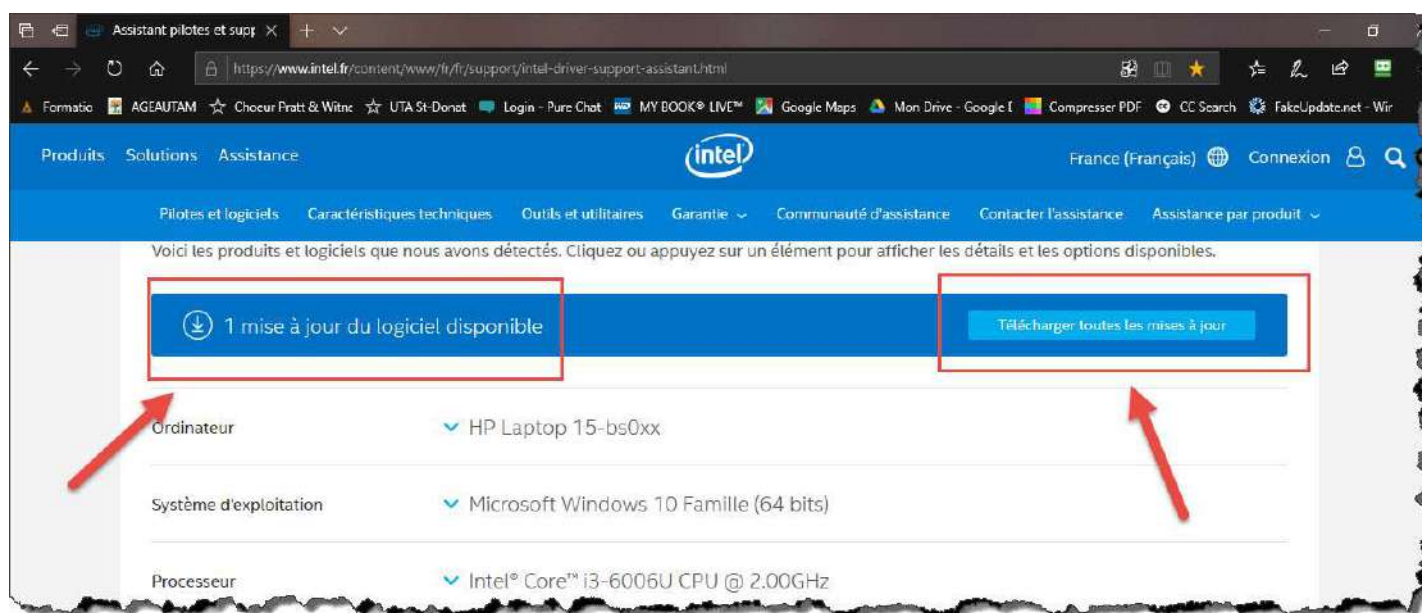 Assistant pilotes et supp
https://www.intel.fr/content/www/fr/fr/support/intel-driver-support-assistant.html
Formatio AGEAUTAM Choeur Pratt & Witne UTA St-Donat Login - Pure Chat WD MY BOOK® LIVE™ Google Maps Mon Drive - Google D Compresser PDF CC Search FakeUpdate.net - Wir
Produits Solutions Assistance intel France (Français) Connexion
Pilotes et logiciels Caractéristiques techniques Outils et utilitaires Garantie Communauté d'assistance Contacter l'assistance Assistance par produit
Voici les produits et logiciels que nous avons détectés. Cliquez ou appuyez sur un élément pour afficher les détails et les options disponibles.
1 mise à jour du logiciel disponible Télécharger toutes les mises à jour
Ordinateur HP Laptop 15-bs0xx
Système d'exploitation Microsoft Windows 10 Famille (64 bits)
Processeur Intel® Core™ i3-6006U CPU @ 2.00GHz